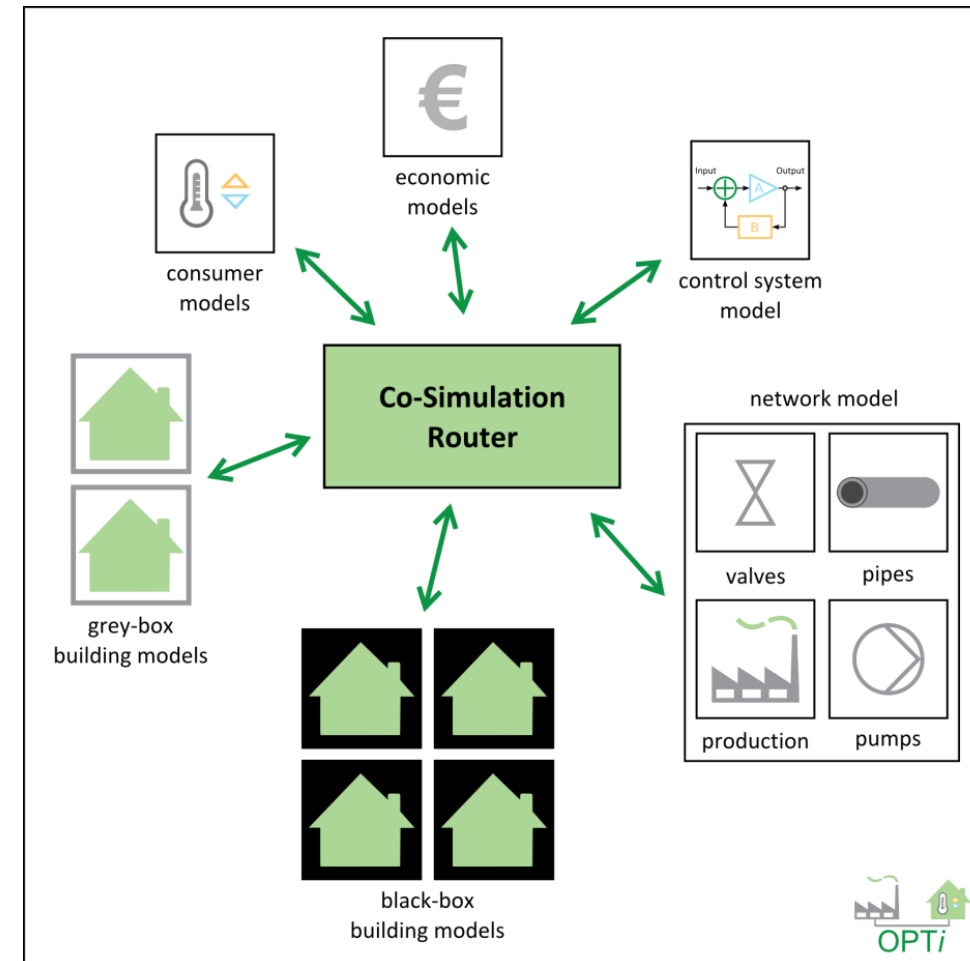 €
economic
models
consumer
models
Input
Output
A
B
control system
model
Co-Simulation
Router
network model
valves
pipes
production
pumps
grey-box
building models
black-box
building models
OPTi